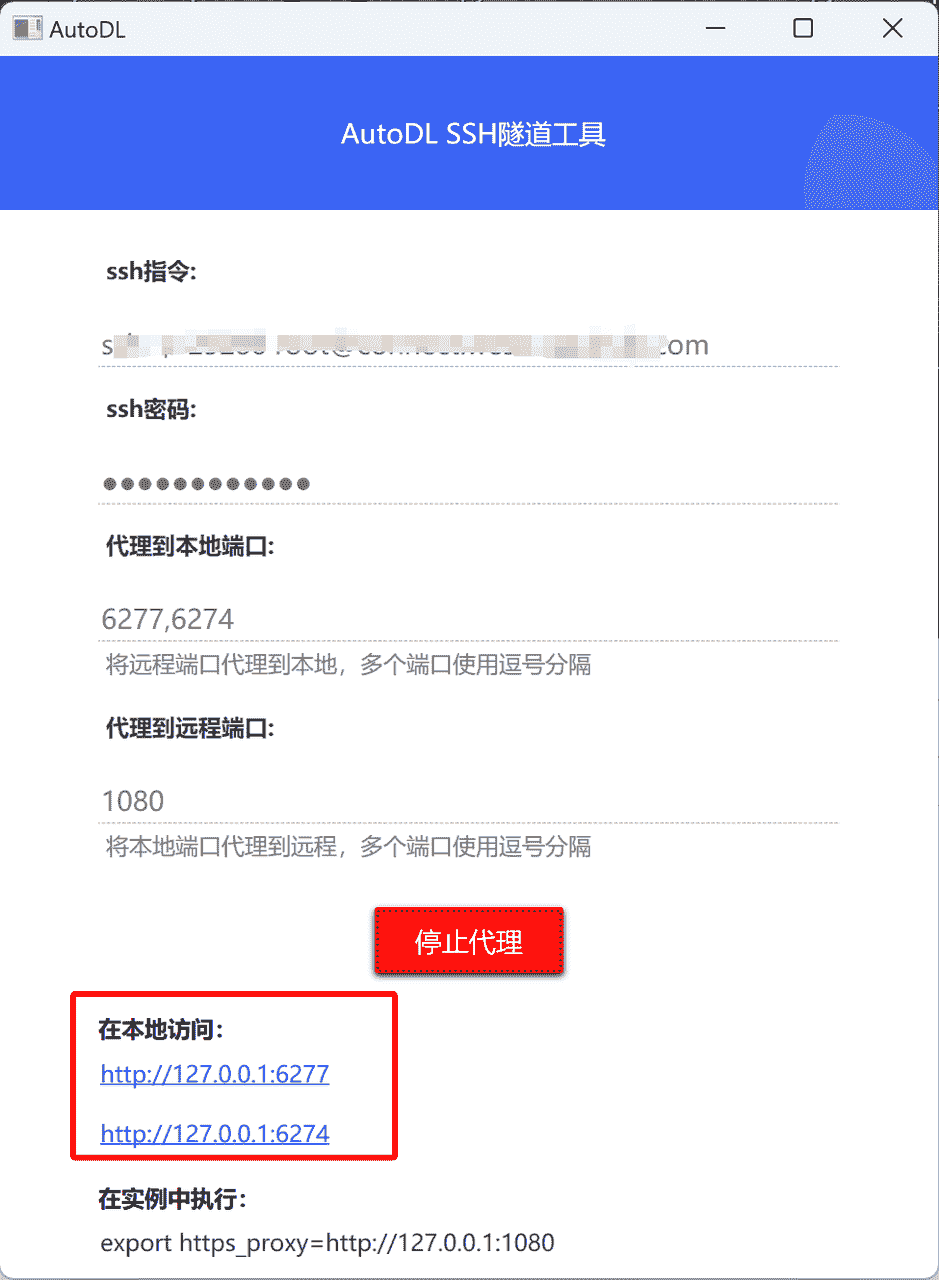 AutoDL
AutoDL SSH隧道工具
ssh指令:
com
ssh密码:
●●●●●●●●●●●●
代理到本地端口:
6277,6274
将远程端口代理到本地，多个端口使用逗号分隔
代理到远程端口:
1080
将本地端口代理到远程，多个端口使用逗号分隔
停止代理
在本地访问：
http://127.0.0.1:6277
http://127.0.0.1:6274
在实例中执行：
export https_proxy=http://127.0.0.1:1080